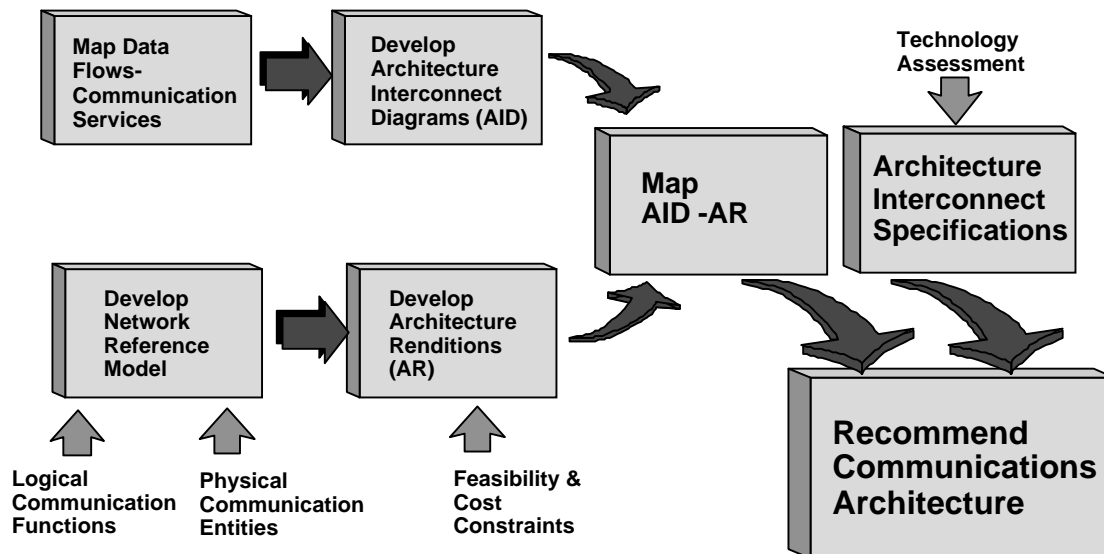 Map Data
Flows-
Communication
Services
Develop
Architecture
Interconnect
Diagrams (AID)
Technology
Assessment
Map
AID -AR
Architecture
Interconnect
Specifications
Develop
Network
Reference
Model
Develop
Architecture
Renditions
(AR)
Recommend
Communications
Architecture
Logical
Communication
Functions
Physical
Communication
Entities
Feasibility &
Cost
Constraints